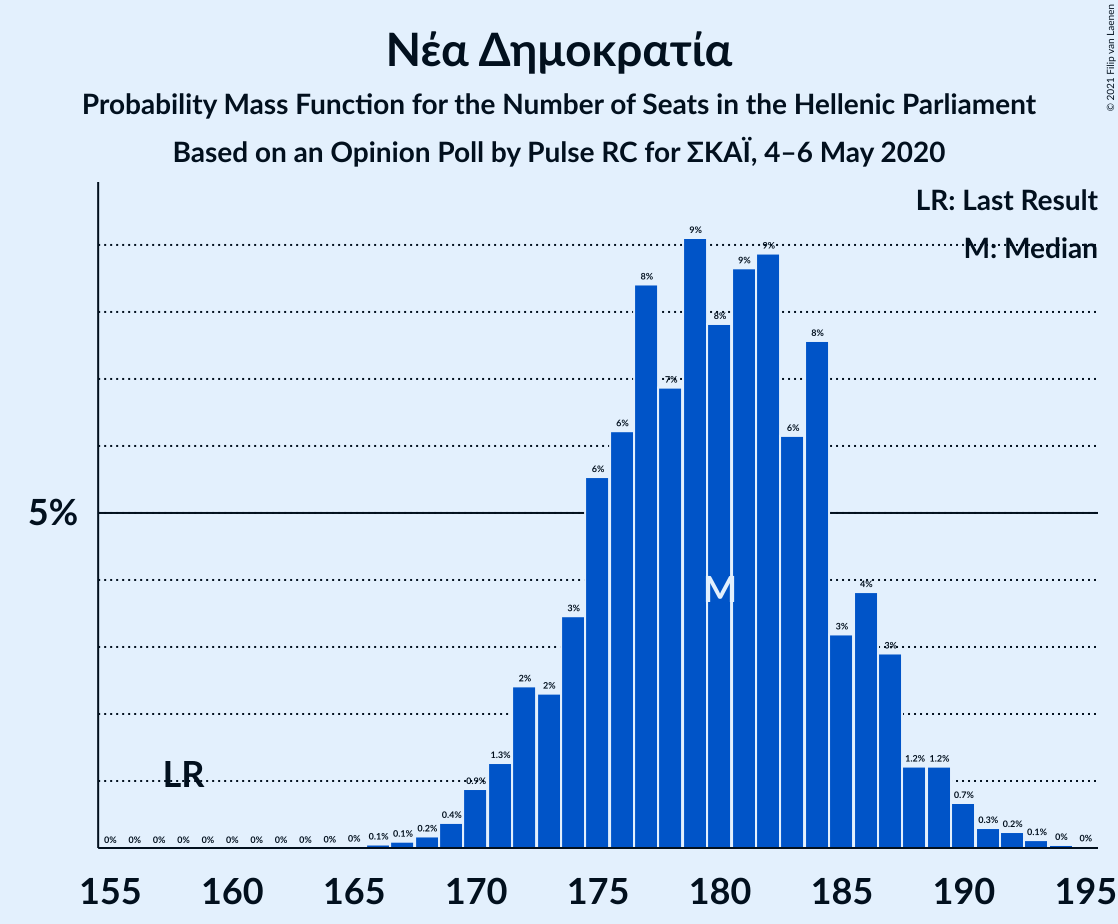 © 2021 Filip van Laenen
Νέα Δημοκρατία
Probability Mass Function for the Number of Seats in the Hellenic Parliament
Based on an Opinion Poll by Pulse RC for ΣΚΑΪ, 4–6 May 2020
LR: Last Result
M: Median
5%
LR
M
0% 0% 0% 0% 0% 0% 0% 0% 0% 0% 0% 0.1% 0.1% 0.2% 0.4% 0.9% 1.3% 2% 2% 3% 6% 6% 8% 7% 9% 8% 9% 9% 6% 8% 3% 4% 3% 1.2% 1.2% 0.7% 0.3% 0.2% 0.1% 0% 0%
155 160 165 170 175 180 185 190 195